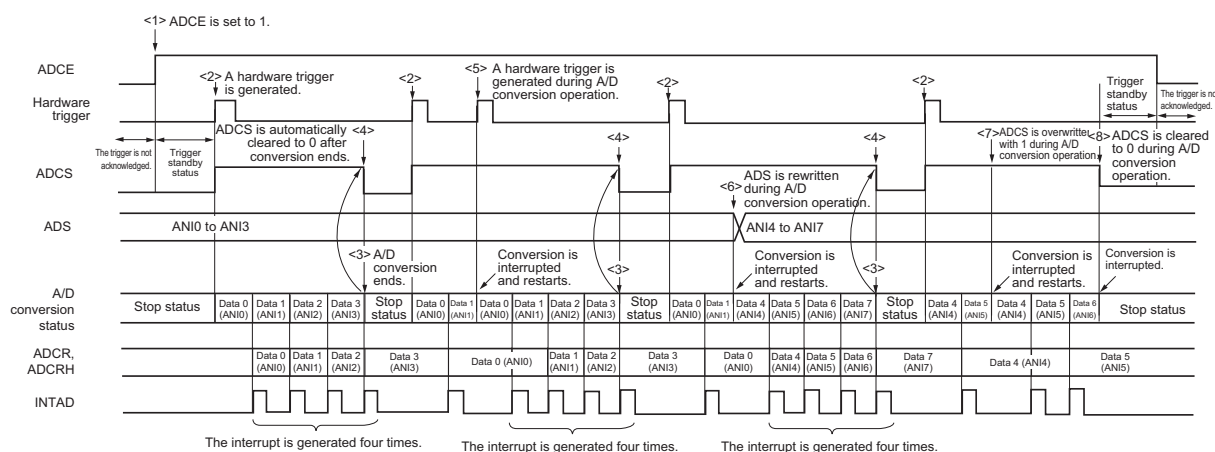 <1> ADCE is set to 1.
ADCE
<2> A hardware trigger
is generated.
<2>
<5> A hardware trigger is
generated during A/D
conversion operation.
<2>
<2>
Trigger
standby
status
The trigger is not
acknowledged.
Hardware
trigger
The trigger is not
acknowledged.
Trigger
standby
status
ADCS is automatically
cleared to 0 after
conversion ends.
<4>
<4>
<4>
<7> ADCS is overwritten
with 1 during A/D
conversion operation.
<8> ADCS is cleared
to 0 during A/D
conversion
operation.
ADCS
<6> ADS is rewritten
during A/D
conversion operation.
ADS
ANI0 to ANI3
ANI4 to ANI7
<3> A/D
conversion
ends.
Conversion is
interrupted
and restarts.
<3>
Conversion is
interrupted
and restarts.
<3>
Conversion is
interrupted
and restarts.
Conversion is
interrupted.
A/D
conversion
status
Stop status
Data 0
(ANI0)
Data 1
(ANI1)
Data 2
(ANI2)
Data 3
(ANI3)
Stop
status
Data 0
(ANI0)
Data 1
(ANI1)
Data 0
(ANI0)
Data 1
(ANI1)
Data 2
(ANI2)
Data 3
(ANI3)
Stop
status
Data 0
(ANI0)
Data 1
(ANI1)
Data 4
(ANI4)
Data 5
(ANI5)
Data 6
(ANI6)
Data 7
(ANI7)
Stop
status
Data 4
(ANI4)
Data 5
(ANI5)
Data 4
(ANI4)
Data 5
(ANI5)
Data 6
(ANI6)
Stop status
ADCR,
ADCRH
Data 0
(ANI0)
Data 1
(ANI1)
Data 2
(ANI2)
Data 3
(ANI3)
Data 0 (ANI0)
Data 1
(ANI1)
Data 2
(ANI2)
Data 3
(ANI3)
Data 0
(ANI0)
Data 4
(ANI4)
Data 5
(ANI5)
Data 6
(ANI6)
Data 7
(ANI7)
Data 4 (ANI4)
Data 5
(ANI5)
INTAD
The interrupt is generated four times.
The interrupt is generated four times.
The interrupt is generated four times.